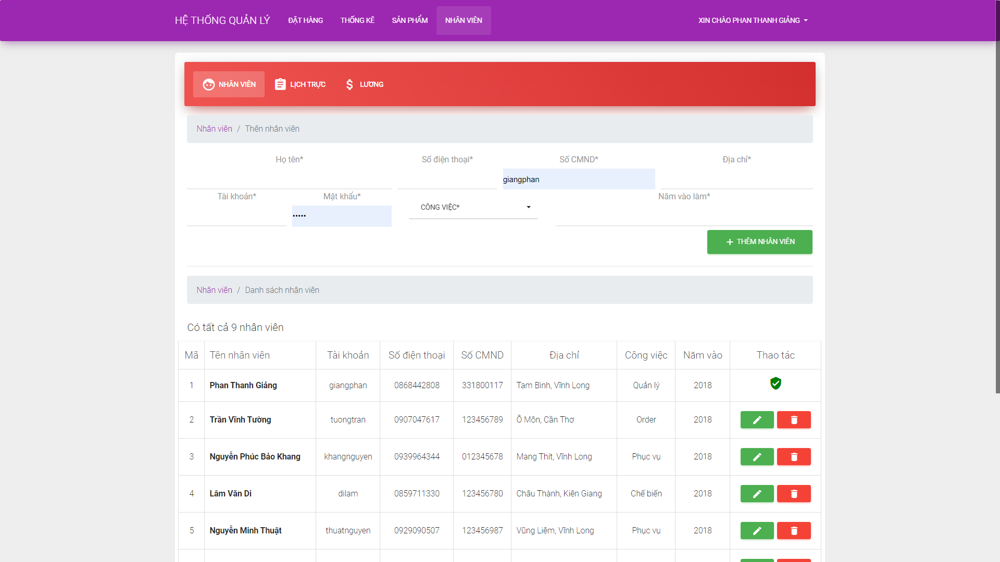 HỆ THỐNG QUẢN LÝ ĐẶT HÀNG THỐNG KÊ SẢN PHẨM NHÂN VIÊN XIN CHÀO PHAN THANH GIẢNG
NHÂN VIÊN LỊCH TRỰC LƯƠNG
Nhân viên / Thên nhân viên
Họ tên* Số điện thoại* Số CMND* Địa chỉ*
giangphan
Tài khoản* Mật khẩu* Năm vào làm*
CÔNG VIỆC*
•••••
THÊM NHÂN VIÊN
Nhân viên / Danh sách nhân viên
Có tất cả 9 nhân viên
Mã Tên nhân viên Tài khoản Số điện thoại Số CMND Địa chỉ Công việc Năm vào Thao tác
1 Phan Thanh Giảng giangphan 0868442808 331800117 Tam Bình, Vĩnh Long Quản lý 2018
2 Trần Vĩnh Tường tuongtran 0907047617 123456789 Ô Môn, Cần Thơ Order 2018
3 Nguyễn Phúc Bảo Khang khangnguyen 0939964344 012345678 Mang Thít, Vĩnh Long Phục vụ 2018
4 Lâm Văn Di dilam 0859711330 123456780 Châu Thành, Kiên Giang Chế biến 2018
5 Nguyễn Minh Thuật thuatnguyen 0929090507 123456987 Vũng Liêm, Vĩnh Long Phục vụ 2018